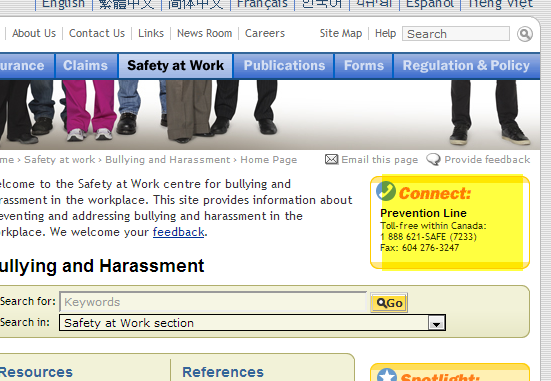 English | 繁體中文 | 简体中文 | Français | 한국어 | ਪੰਜਾਬੀ | Español | Tiếng Việt
About Us | Contact Us | Links | News Room | Careers Site Map | Help Search
urance Claims Safety at Work Publications Forms Regulation & Policy
me › Safety at work › Bullying and Harassment › Home Page Email this page Provide feedback
elcome to the Safety at Work centre for bullying and
rassment in the workplace. This site provides information about
eventing and addressing bullying and harassment in the
rkplace. We welcome your feedback.
Connect:
Prevention Line
Toll-free within Canada:
1 888 621-SAFE (7233)
Fax: 604 276-3247
ullying and Harassment
Search for: Keywords Go
Search in: Safety at Work section
Resources References
Spotlight: